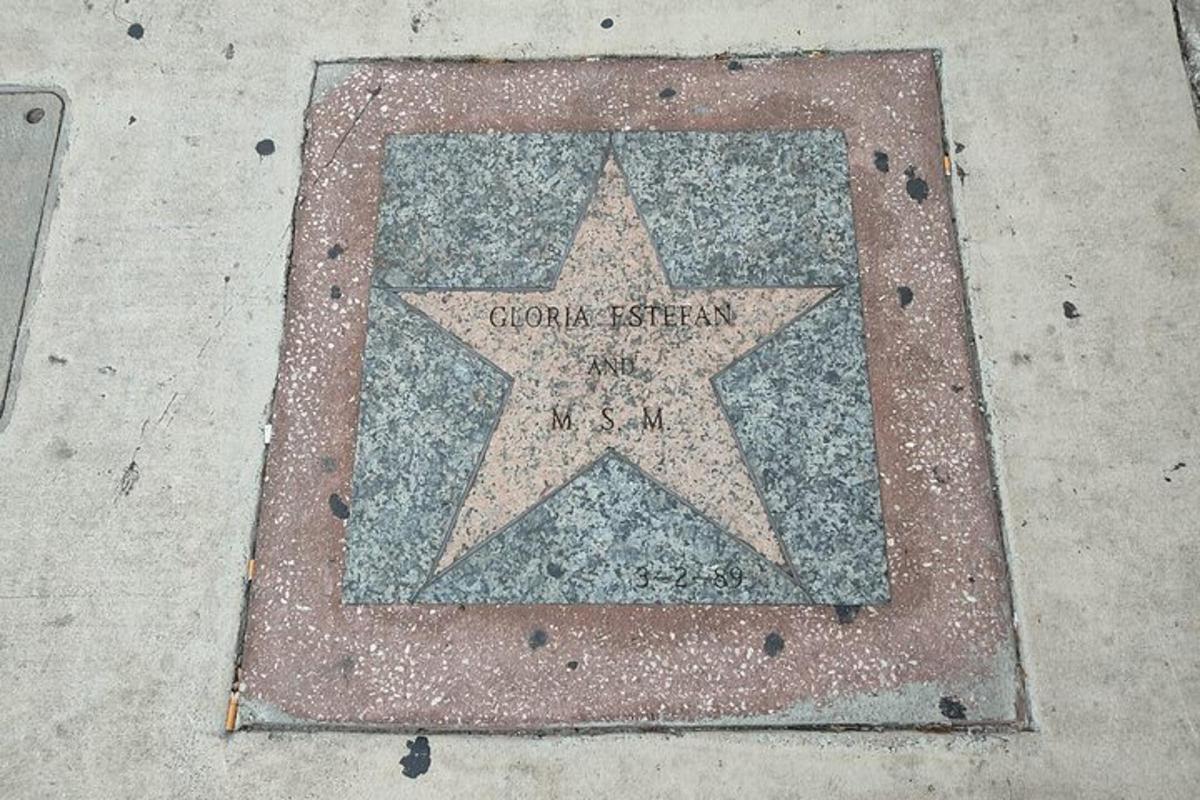 GLORIA ESTEFAN
AND
M S M
3-2-89